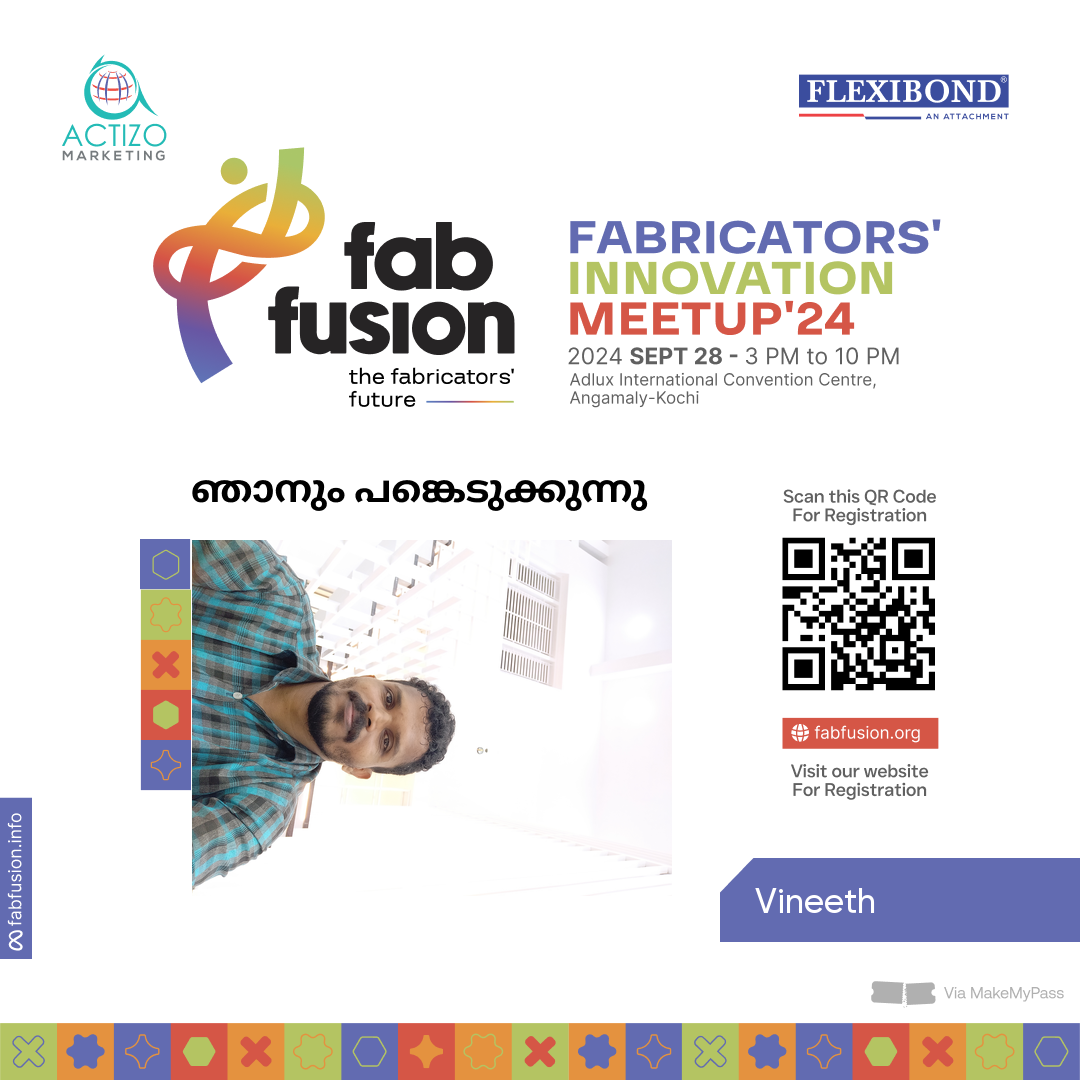 ACTIZO
MARKETING
FLEXIBOND®
AN ATTACHMENT
fab
fusion
the fabricators'
future
FABRICATORS'
INNOVATION
MEETUP'24
2024 SEPT 28 - 3 PM to 10 PM
Adlux International Convention Centre,
Angamaly-Kochi
ഞാനും പങ്കെടുക്കുന്നു
Scan this QR Code
For Registration
fabfusion.org
Visit our website
For Registration
fabfusion.info
Vineeth
Via MakeMyPass